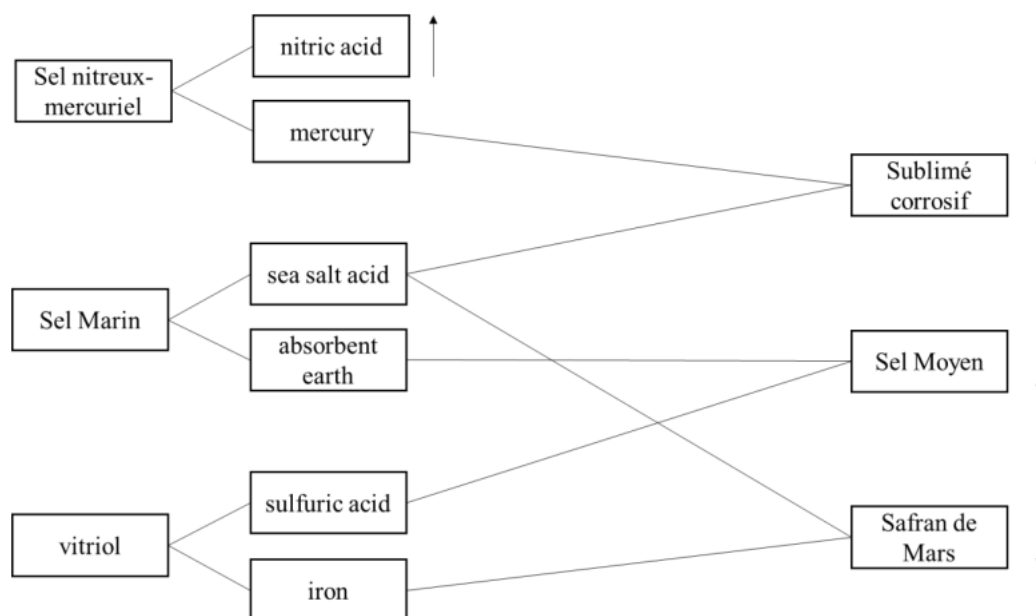 nitric acid
Sel nitreux-
mercuriel
mercury
Sublimé
corrosif
sea salt acid
Sel Marin
absorbent
earth
Sel Moyen
sulfuric acid
vitriol
Safran de
Mars
iron